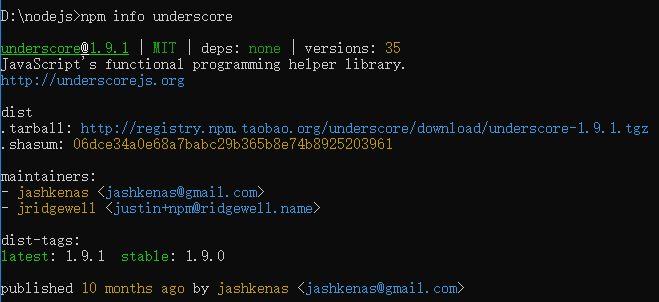 D:\nodejs>npm info underscore
underscore@1.9.1 | MIT | deps: none | versions: 35
JavaScript's functional programming helper library.
http://underscorejs.org
dist
.tarball: http://registry.npm.taobao.org/underscore/download/underscore-1.9.1.tgz
.shasum: 06dce34a0e68a7babc29b365b8e74b8925203961
maintainers:
- jashkenas <jashkenas@gmail.com>
- jridgewell <justin+npm@ridgewell.name>
dist-tags:
latest: 1.9.1  stable: 1.9.0
published 10 months ago by jashkenas <jashkenas@gmail.com>